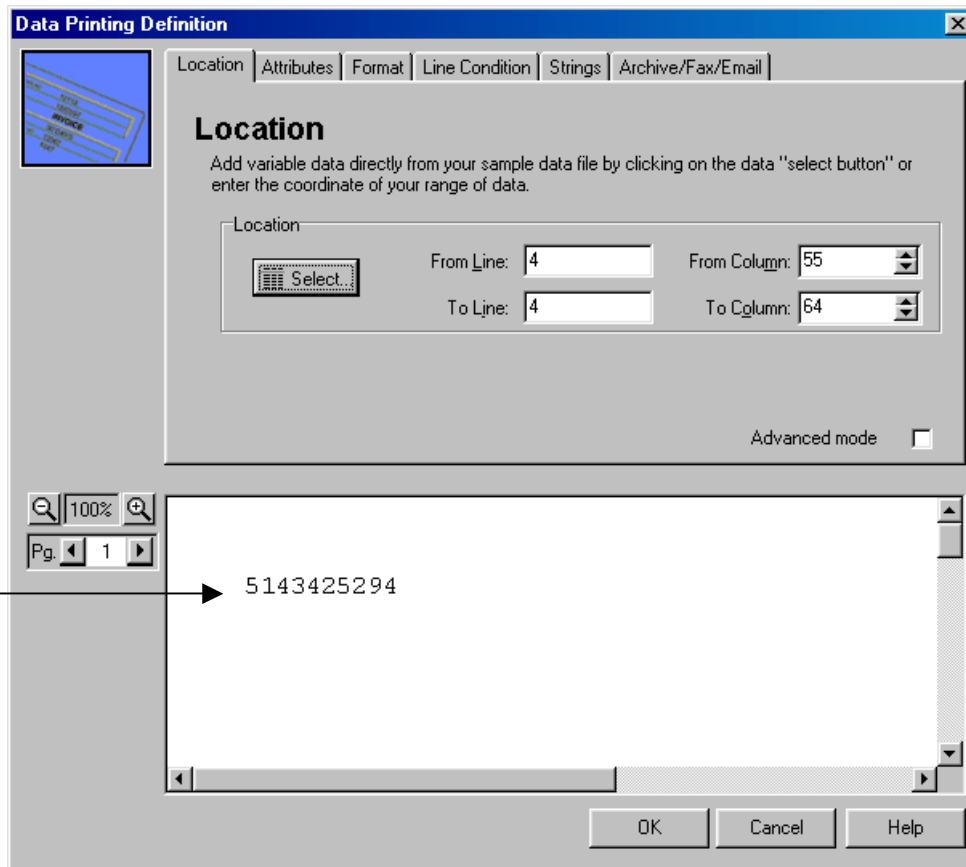 Data Printing Definition
Location Attributes Format Line Condition Strings Archive/Fax/Email
Location
Add variable data directly from your sample data file by clicking on the data "select button" or
enter the coordinate of your range of data.
Location
Select... From Line: 4 From Column: 55
To Line: 4 To Column: 64
Advanced mode
100%
Pg. 1
5143425294
OK Cancel Help